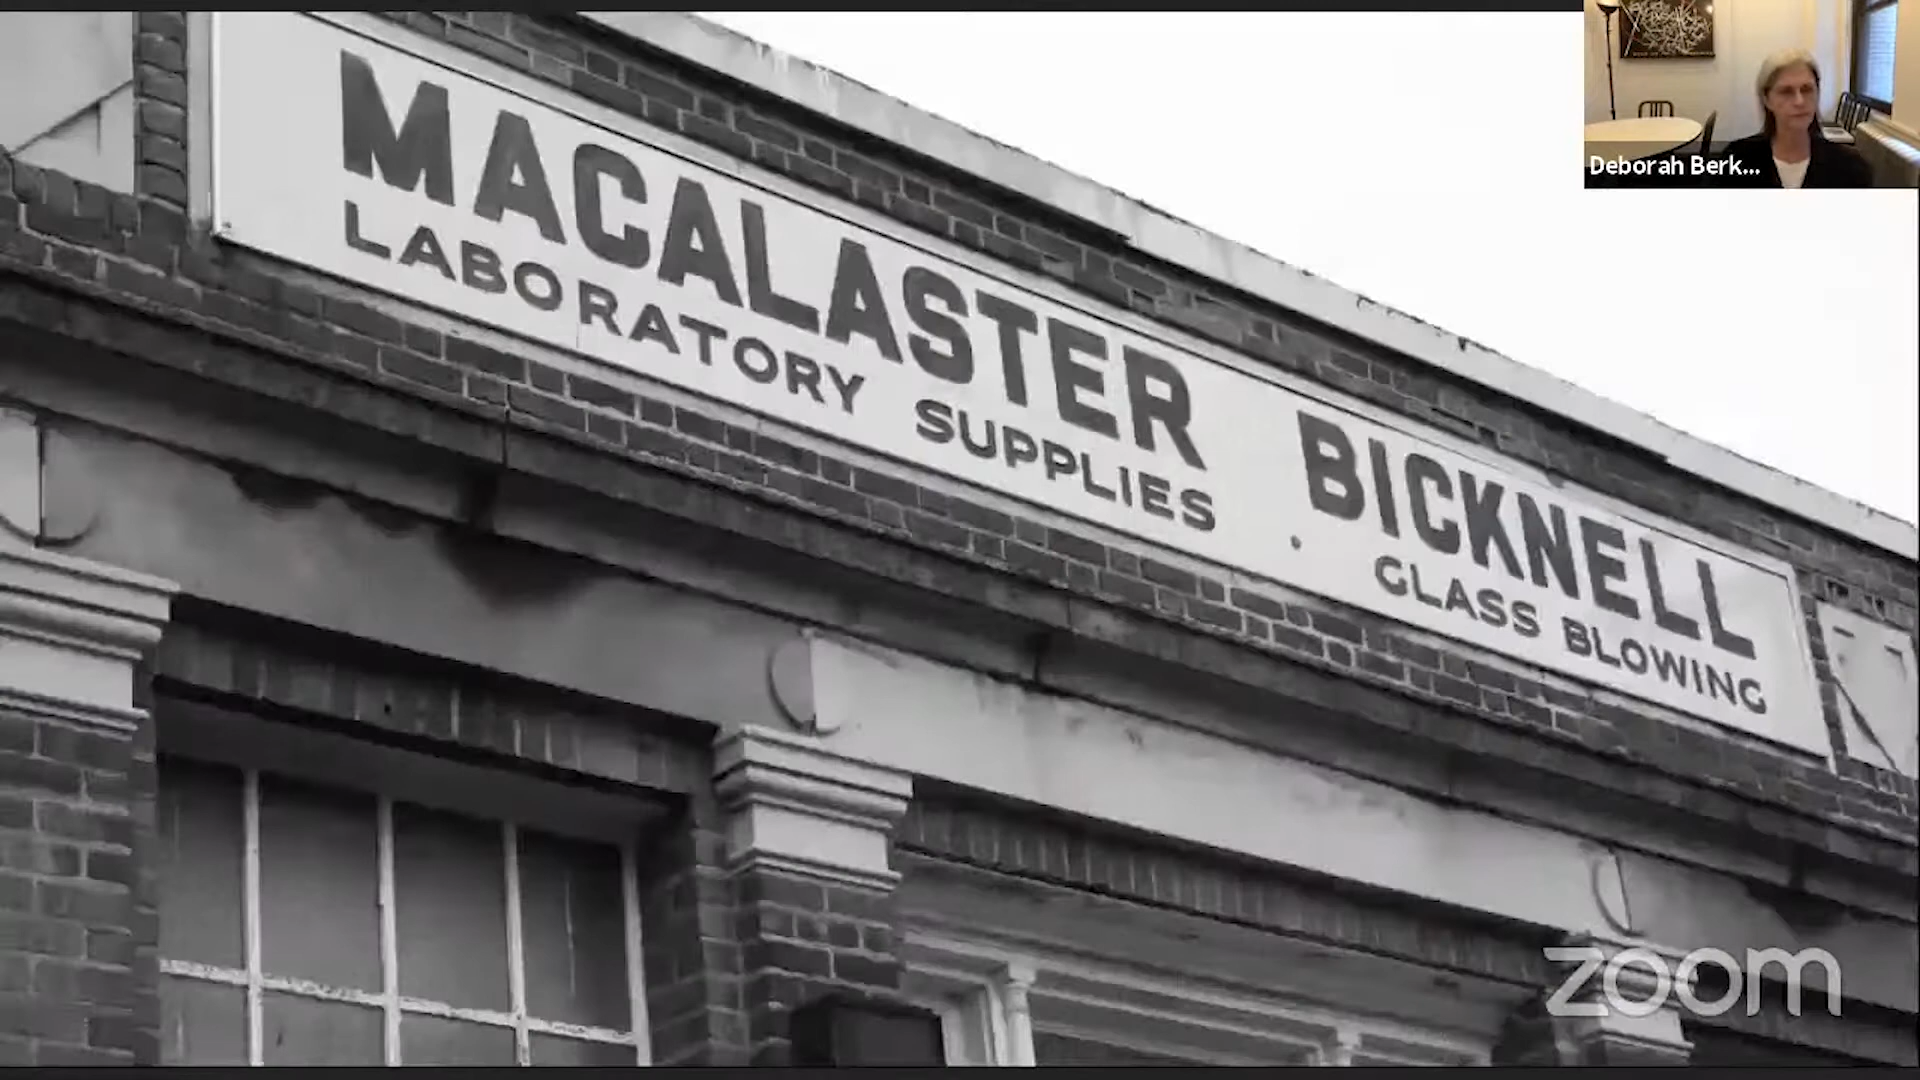 Deborah Berk...
MACALASTER BICKNELL
LABORATORY SUPPLIES • GLASS BLOWING
zoom